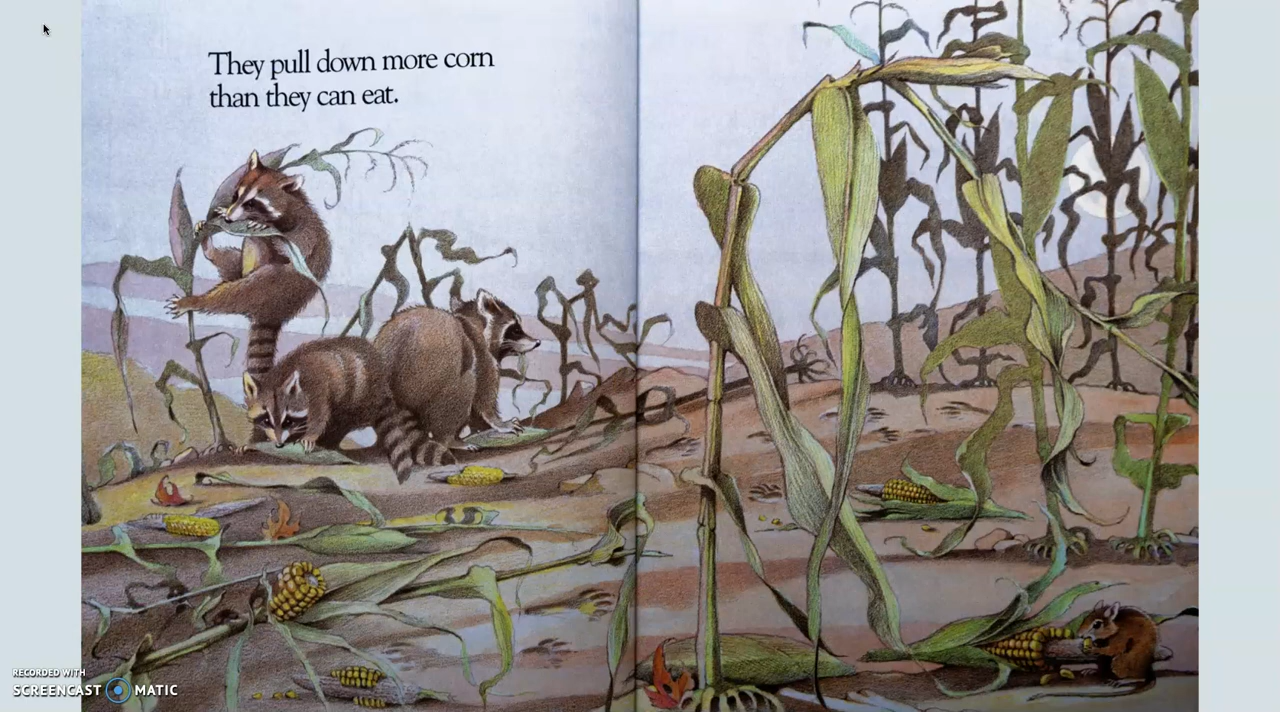 They pull down more corn
than they can eat.
RECORDED WITH
SCREENCAST MATIC